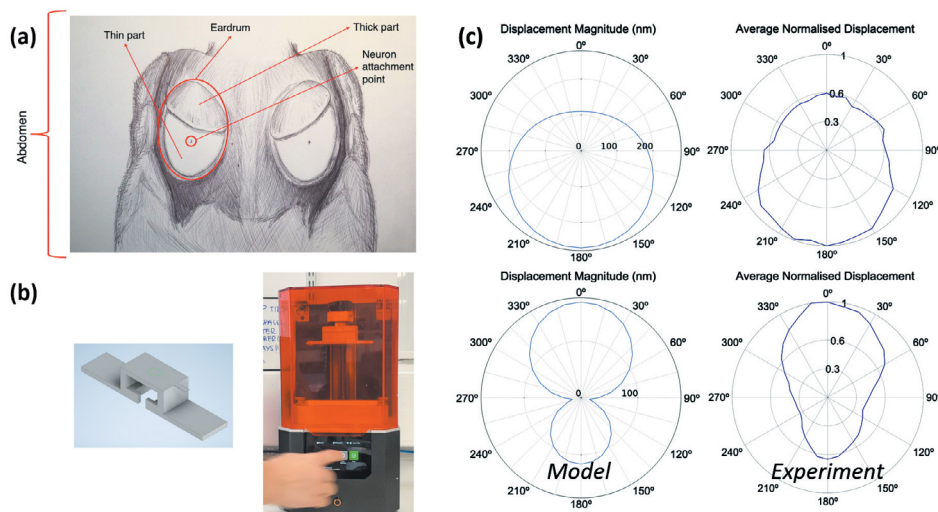 (a)
Abdomen
Thin part
Eardrum
Thick part
Neuron
attachment
point
(b)
(c)
Displacement Magnitude (nm)
0º
330º
30º
300º
60º
270º
0
100
200
90º
240º
120º
210º
150º
180º
Average Normalised Displacement
0º
330º
1
30º
300º
0.6
60º
0.3
270º
90º
240º
120º
210º
150º
180º
Displacement Magnitude (nm)
0º
330º
30º
300º
60º
270º
0
100
90º
240º
120º
210º
150º
180º
Model
Average Normalised Displacement
0º
330º
1
30º
300º
0.6
60º
0.3
270º
90º
240º
120º
210º
150º
180º
Experiment